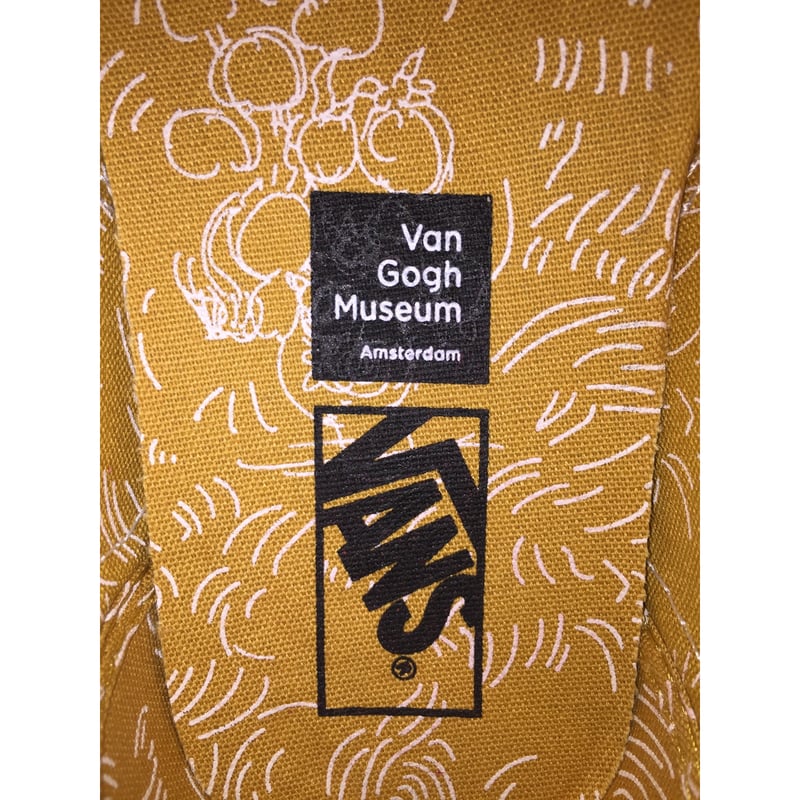 Van
Gogh
Museum
Amsterdam
VANS
®